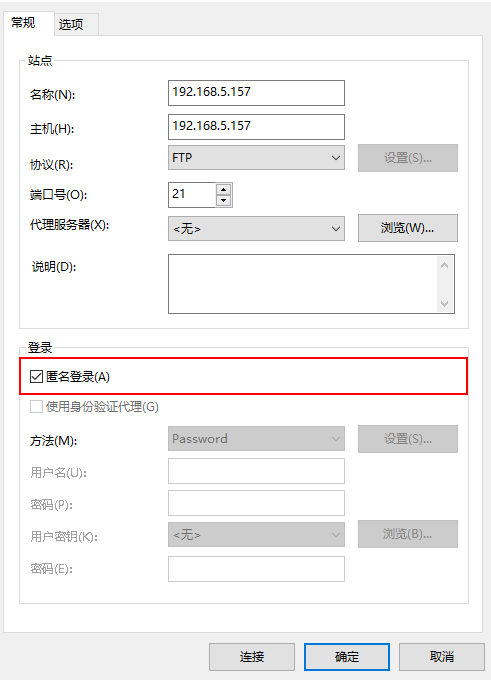 常规 选项
站点
名称(N): 192.168.5.157
主机(H): 192.168.5.157
协议(R): FTP 设置(S)...
端口号(O): 21
代理服务器(X): <无> 浏览(W)...
说明(D):
登录
匿名登录(A)
使用身份验证代理(G)
方法(M): Password 设置(S)...
用户名(U):
密码(P):
用户密钥(K): <无> 浏览(B)...
密码(E):
连接 确定 取消